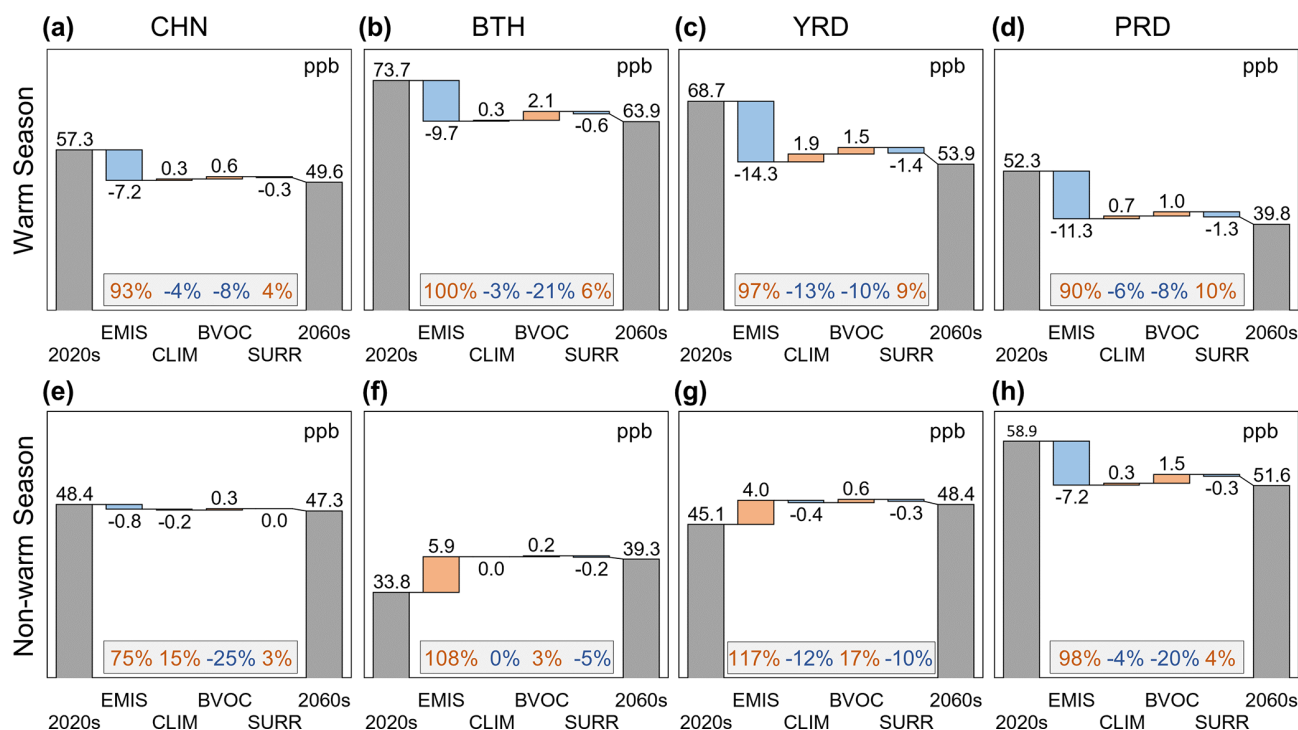 (a) CHN
(b) BTH
(c) YRD
(d) PRD
Warm Season
ppb
57.3
-7.2
0.3
0.6
-0.3
49.6
93% -4% -8% 4%
EMIS BVOC 2060s
2020s CLIM SURR
ppb
73.7
-9.7
0.3
2.1
-0.6
63.9
100% -3% -21% 6%
EMIS BVOC 2060s
2020s CLIM SURR
ppb
68.7
-14.3
1.9
1.5
-1.4
53.9
97% -13% -10% 9%
EMIS BVOC 2060s
2020s CLIM SURR
ppb
52.3
-11.3
0.7
1.0
-1.3
39.8
90% -6% -8% 10%
EMIS BVOC 2060s
2020s CLIM SURR
Non-warm Season
(e)
ppb
48.4
-0.8
-0.2
0.3
0.0
47.3
75% 15% -25% 3%
EMIS BVOC 2060s
2020s CLIM SURR
(f)
ppb
33.8
5.9
0.0
0.2
-0.2
39.3
108% 0% 3% -5%
EMIS BVOC 2060s
2020s CLIM SURR
(g)
ppb
45.1
4.0
-0.4
0.6
-0.3
48.4
117% -12% 17% -10%
EMIS BVOC 2060s
2020s CLIM SURR
(h)
ppb
58.9
-7.2
0.3
1.5
-0.3
51.6
98% -4% -20% 4%
EMIS BVOC 2060s
2020s CLIM SURR